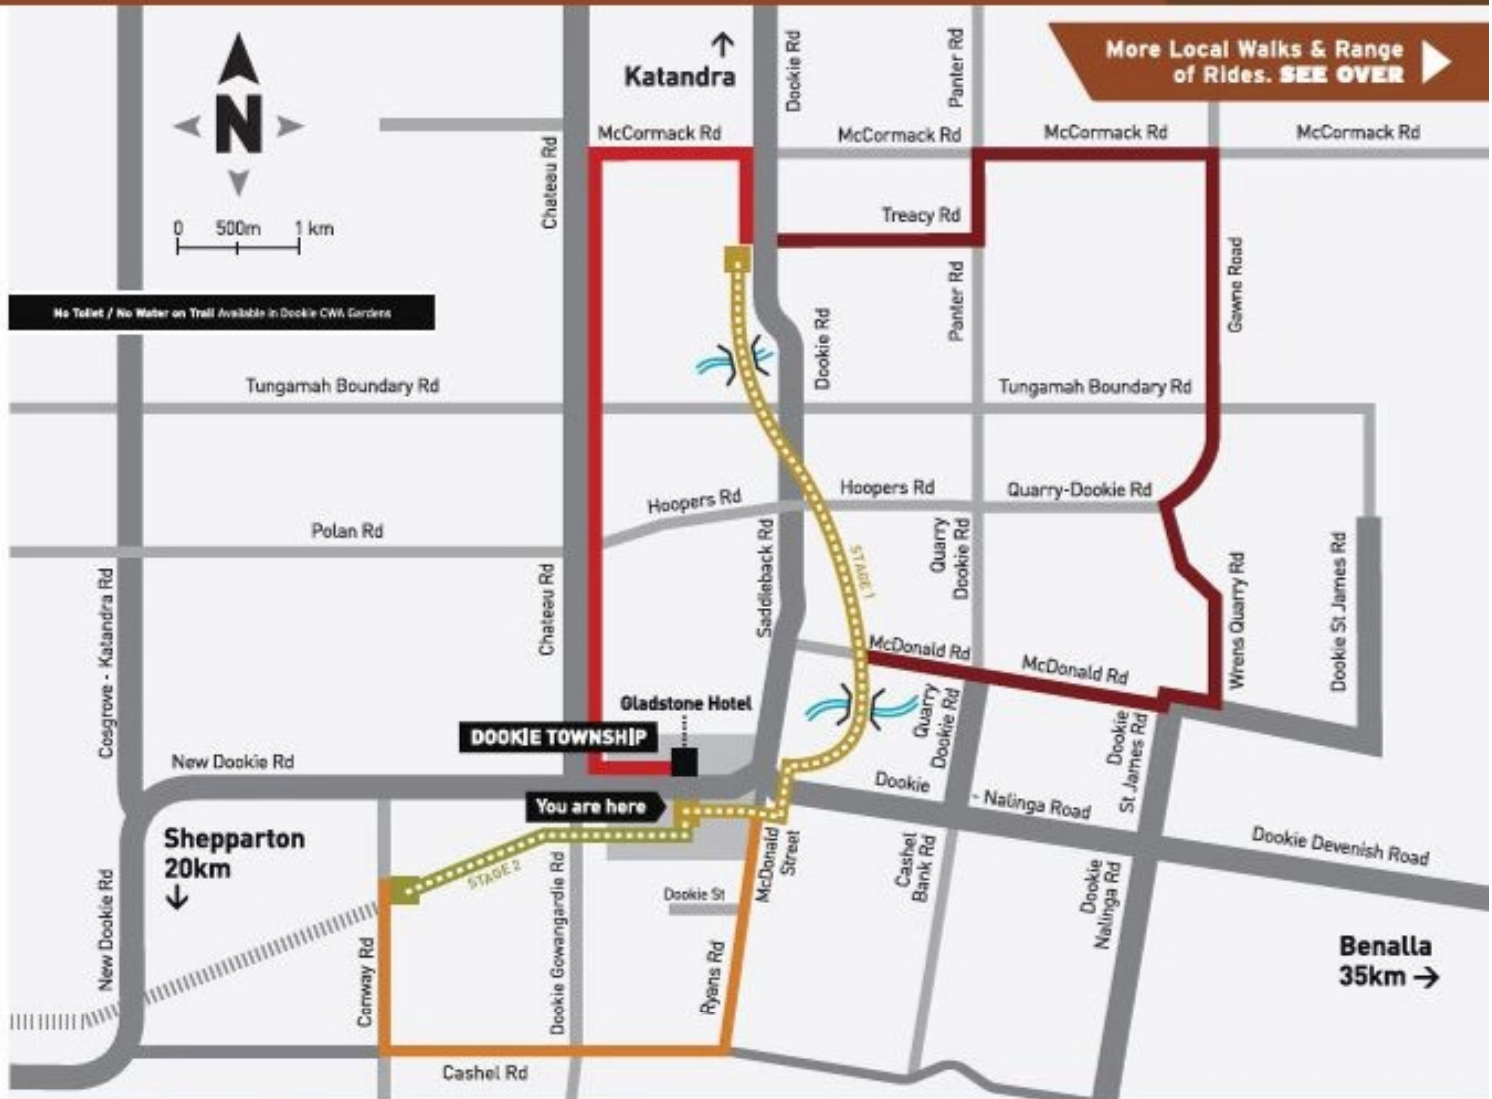 More Local Walks & Range
of Rides. SEE OVER
Katandra
Dookie Rd
Panter Rd
N
McCormack Rd
McCormack Rd
McCormack Rd
McCormack Rd
Chateau Rd
0 500m 1 km
Treacy Rd
Panter Rd
Gawne Road
No Toilet / No Water on Trail Available in Dookie CWA Gardens
Dookie Rd
Tungamah Boundary Rd
Tungamah Boundary Rd
Hoopers Rd
Hoopers Rd
Quarry-Dookie Rd
Polan Rd
Saddleback Rd
STAGE 1
Quarry
Dookie Rd
Cosgrove - Katandra Rd
Chateau Rd
Wrens Quarry Rd
Dookie St James Rd
McDonald Rd
McDonald Rd
Gladstone Hotel
DOOKIE TOWNSHIP
Quarry
Dookie Rd
Dookie
St James Rd
New Dookie Rd
You are here
Dookie
- Nalinga Road
Dookie Devenish Road
Shepparton
20km
STAGE 2
McDonald
Street
Cashel
Bank Rd
Dookie
Nalinga Rd
Dookie St
New Dookie Rd
Conway Rd
Dookie Gowangardie Rd
Ryans Rd
Benalla
35km →
Cashel Rd